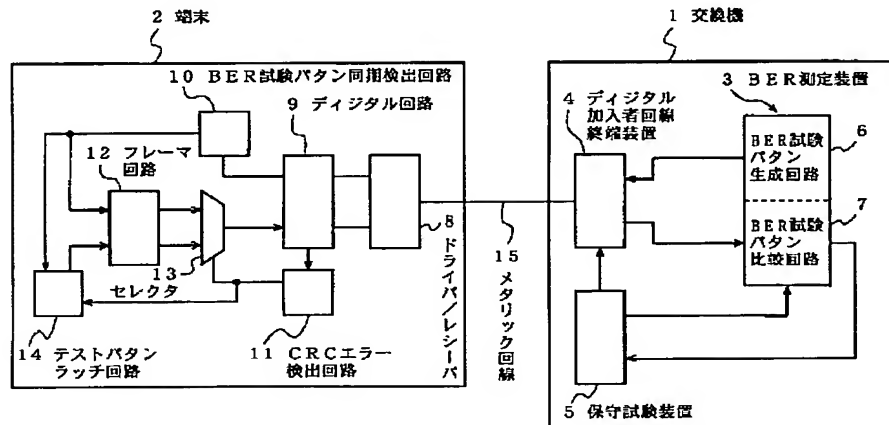 2 端末
10 BER試験パタン同期検出回路
9 ディジタル回路
12 フレーマ
回路
13
セレクタ
14 テストパタン
ラッチ回路
11 CRCエラー
検出回路
8 ドライバ/レシーバ
15 メタリック回線
1 交換機
3 BER測定装置
4 ディジタル
加入者回線
終端装置
BER試験
パタン
生成回路
6
BER試験
パタン
比較回路
7
5 保守試験装置